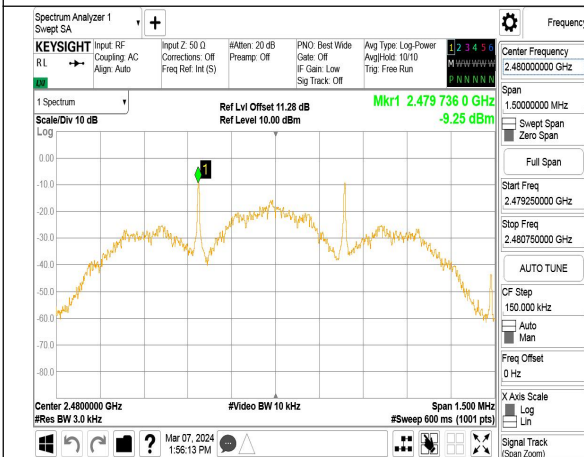 Spectrum Analyzer 1
Swept SA
Frequency
KEYSIGHT
RL
LXI
Input: RF
Coupling: AC
Align: Auto
Input Z: 50 Ω
Corrections: Off
Freq Ref: Int (S)
#Atten: 20 dB
Preamp: Off
PNO: Best Wide
Gate: Off
IF Gain: Low
Sig Track: Off
Avg Type: Log-Power
Avg|Hold: 10/10
Trig: Free Run
1 2 3 4 5 6
M W W W W W
P N N N N N
1 Spectrum
Scale/Div 10 dB
Ref Lvl Offset 11.28 dB
Ref Level 10.00 dBm
Mkr1 2.479 736 0 GHz
-9.25 dBm
Log
0.00
-10.0
-20.0
-30.0
-40.0
-50.0
-60.0
-70.0
-80.0
1
Center 2.4800000 GHz
#Res BW 3.0 kHz
#Video BW 10 kHz
Span 1.500 MHz
#Sweep 600 ms (1001 pts)
Mar 07, 2024
1:56:13 PM
?
Center Frequency
2.480000000 GHz
Span
1.50000000 MHz
Swept Span
Zero Span
Full Span
Start Freq
2.479250000 GHz
Stop Freq
2.480750000 GHz
AUTO TUNE
CF Step
150.000 kHz
Auto
Man
Freq Offset
0 Hz
X Axis Scale
Log
Lin
Signal Track
(Span Zoom)